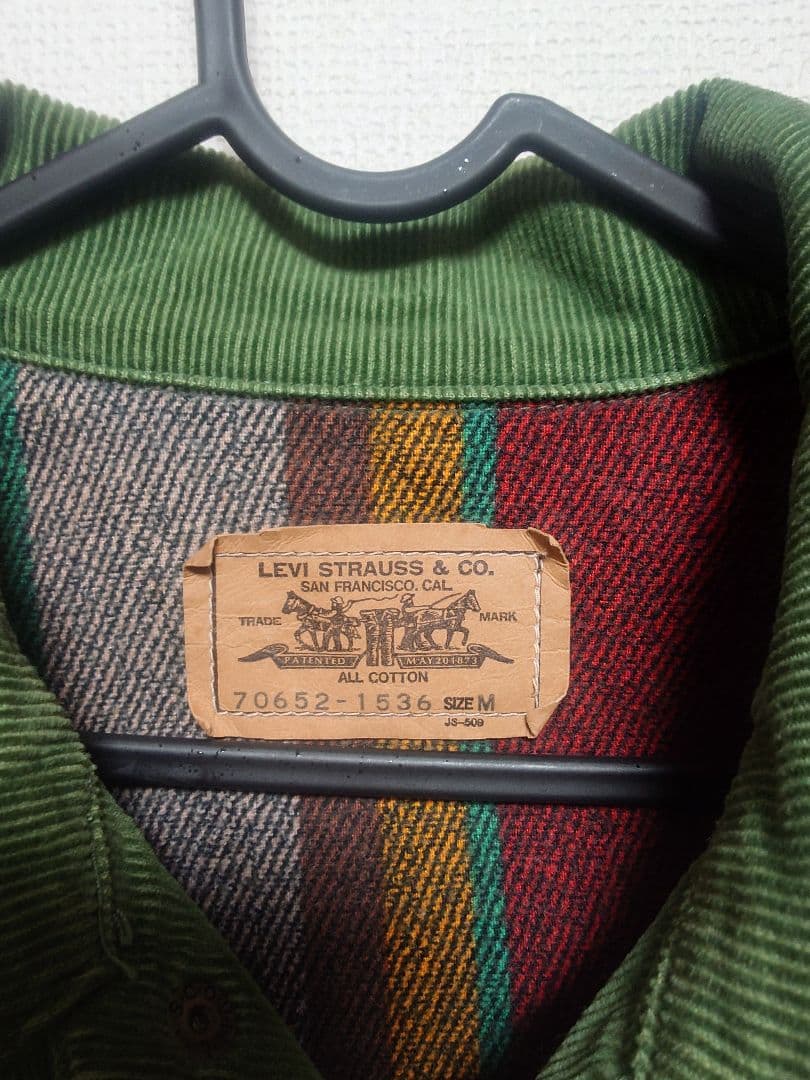 LEVI STRAUSS & CO.
SAN FRANCISCO, CAL.
TRADE MARK
PATENTED MAY 20 1873
ALL COTTON
70652-1536 SIZE M
JS-509